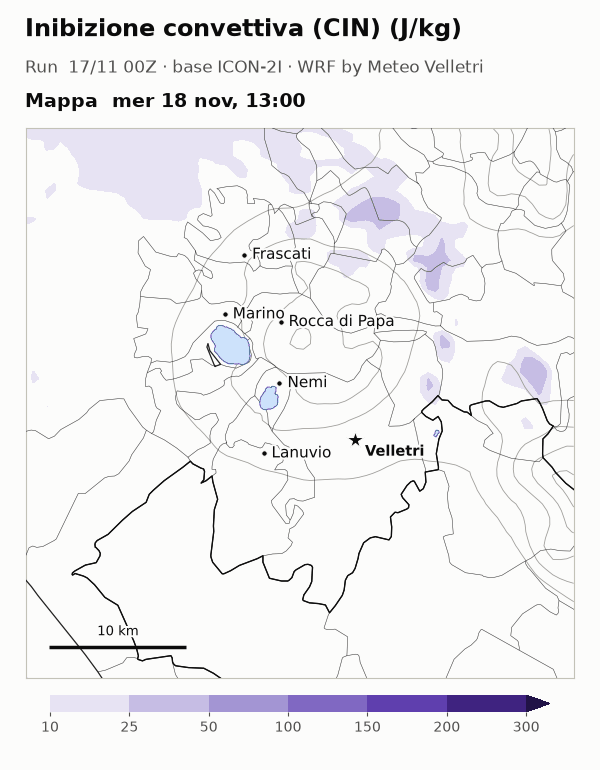 Inibizione convettiva (CIN) (J/kg)
Run  17/11 00Z · base ICON-2I · WRF by Meteo Velletri
Mappa  mer 18 nov, 13:00
Frascati
Marino
Rocca di Papa
Nemi
Velletri
Lanuvio
10 km
10 25 50 100 150 200 300